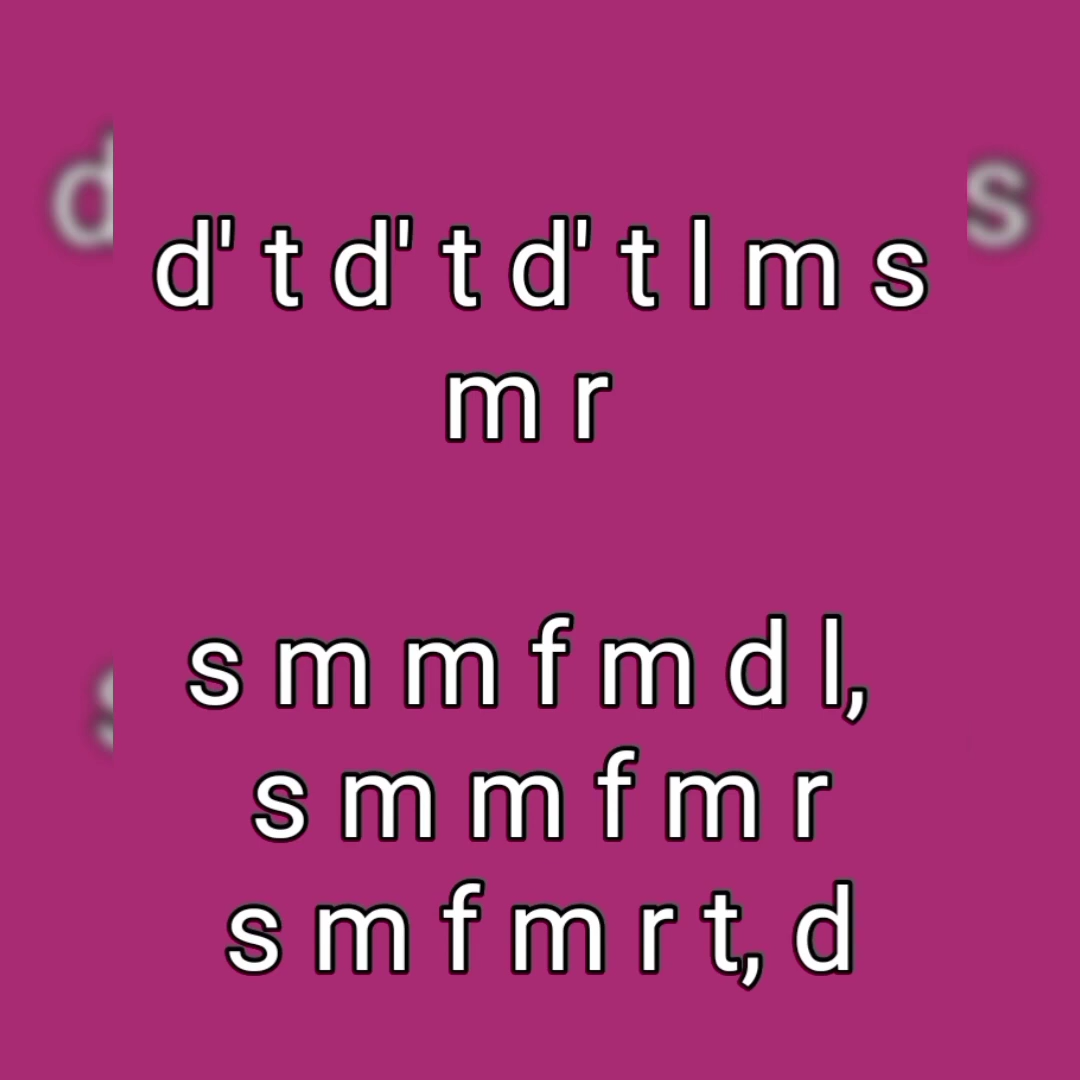 d' t d' t d' t l m s
m r
s m m f m d l,
s m m f m r
s m f m r t, d